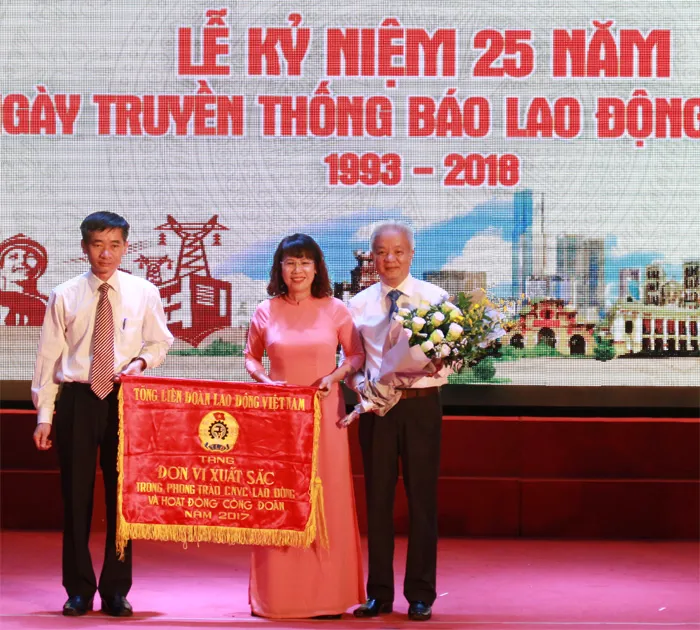 LỄ KỶ NIỆM 25 NĂM
GÀY TRUYỀN THỐNG BÁO LAO ĐỘNG
1993 - 2018
TỔNG LIÊN ĐOÀN LAO ĐỘNG VIỆT NAM
TẶNG
ĐƠN VỊ XUẤT SẮC
TRONG PHONG TRÀO CNVC LAO ĐỘNG
VÀ HOẠT ĐỘNG CÔNG ĐOÀN
NĂM 2017